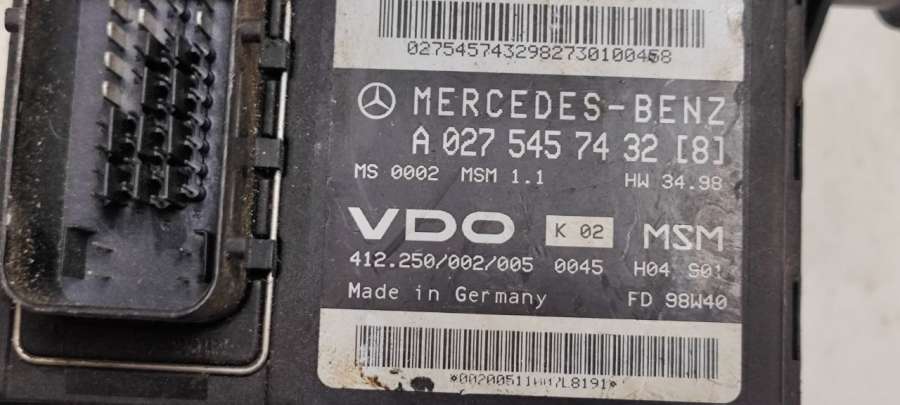 0275457432982730100458
MERCEDES-BENZ
A 027 545 74 32 [8]
MS 0002 MSM 1.1 HW 34.98
VDO K 02 MSM
412.250/002/005 0045 H04 S01
Made in Germany FD 98W40